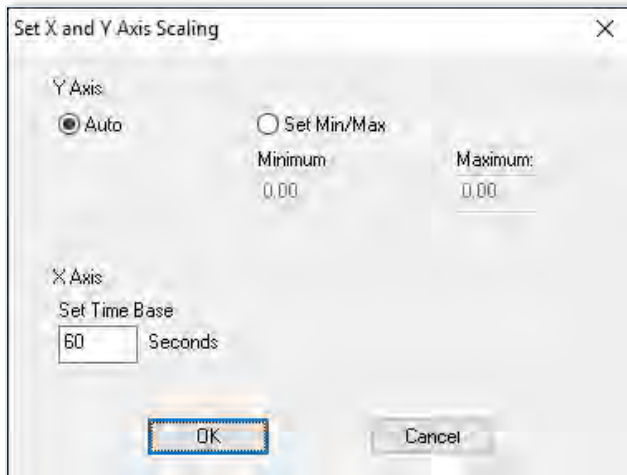 Set X and Y Axis Scaling
Y Axis
Auto
Set Min/Max
Minimum
Maximum:
0.00
0.00
X Axis
Set Time Base
60 Seconds
OK
Cancel